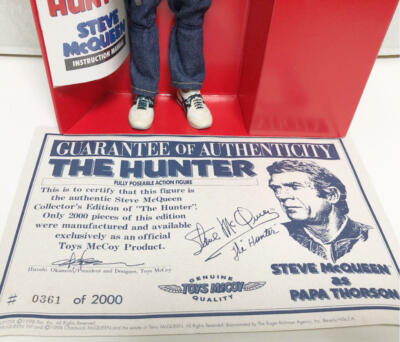 HUNTER
STEVE
McQUEEN
INSTRUCTION MANUAL
GUARANTEE OF AUTHENTICITY
THE HUNTER
FULLY POSEABLE ACTION FIGURE
This is to certify that this figure is
the authentic Steve McQueen
Collector's Edition of "The Hunter";
Only 2000 pieces of this edition
were manufactured and available
exclusively as an official
Toys McCoy Product.
Steve McQueen
The Hunter
Hiroshi Okamoto/President and Designer, Toys McCoy
GENUINE
TOYS McCOY
QUALITY
STEVE McQUEEN
as
PAPA THORSON
# 0361 of 2000